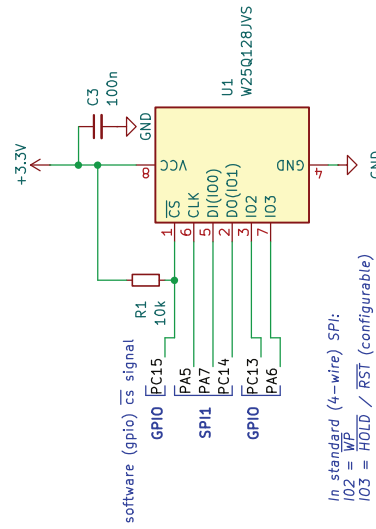 +3.3V
C3
100n
GND
U1
W25Q128JVS
VCC
8
GND
4
CS
1
CLK
6
DI(IO0)
5
DO(IO1)
2
IO2
3
IO3
7
R1
10k
software (gpio) cs signal
PC15
GPIO
PA5
PA7
PC14
SPI1
PC13
PA6
GPIO
GND
In standard (4-wire) SPI:
IO2 = WP
IO3 = HOLD / RST (configurable)